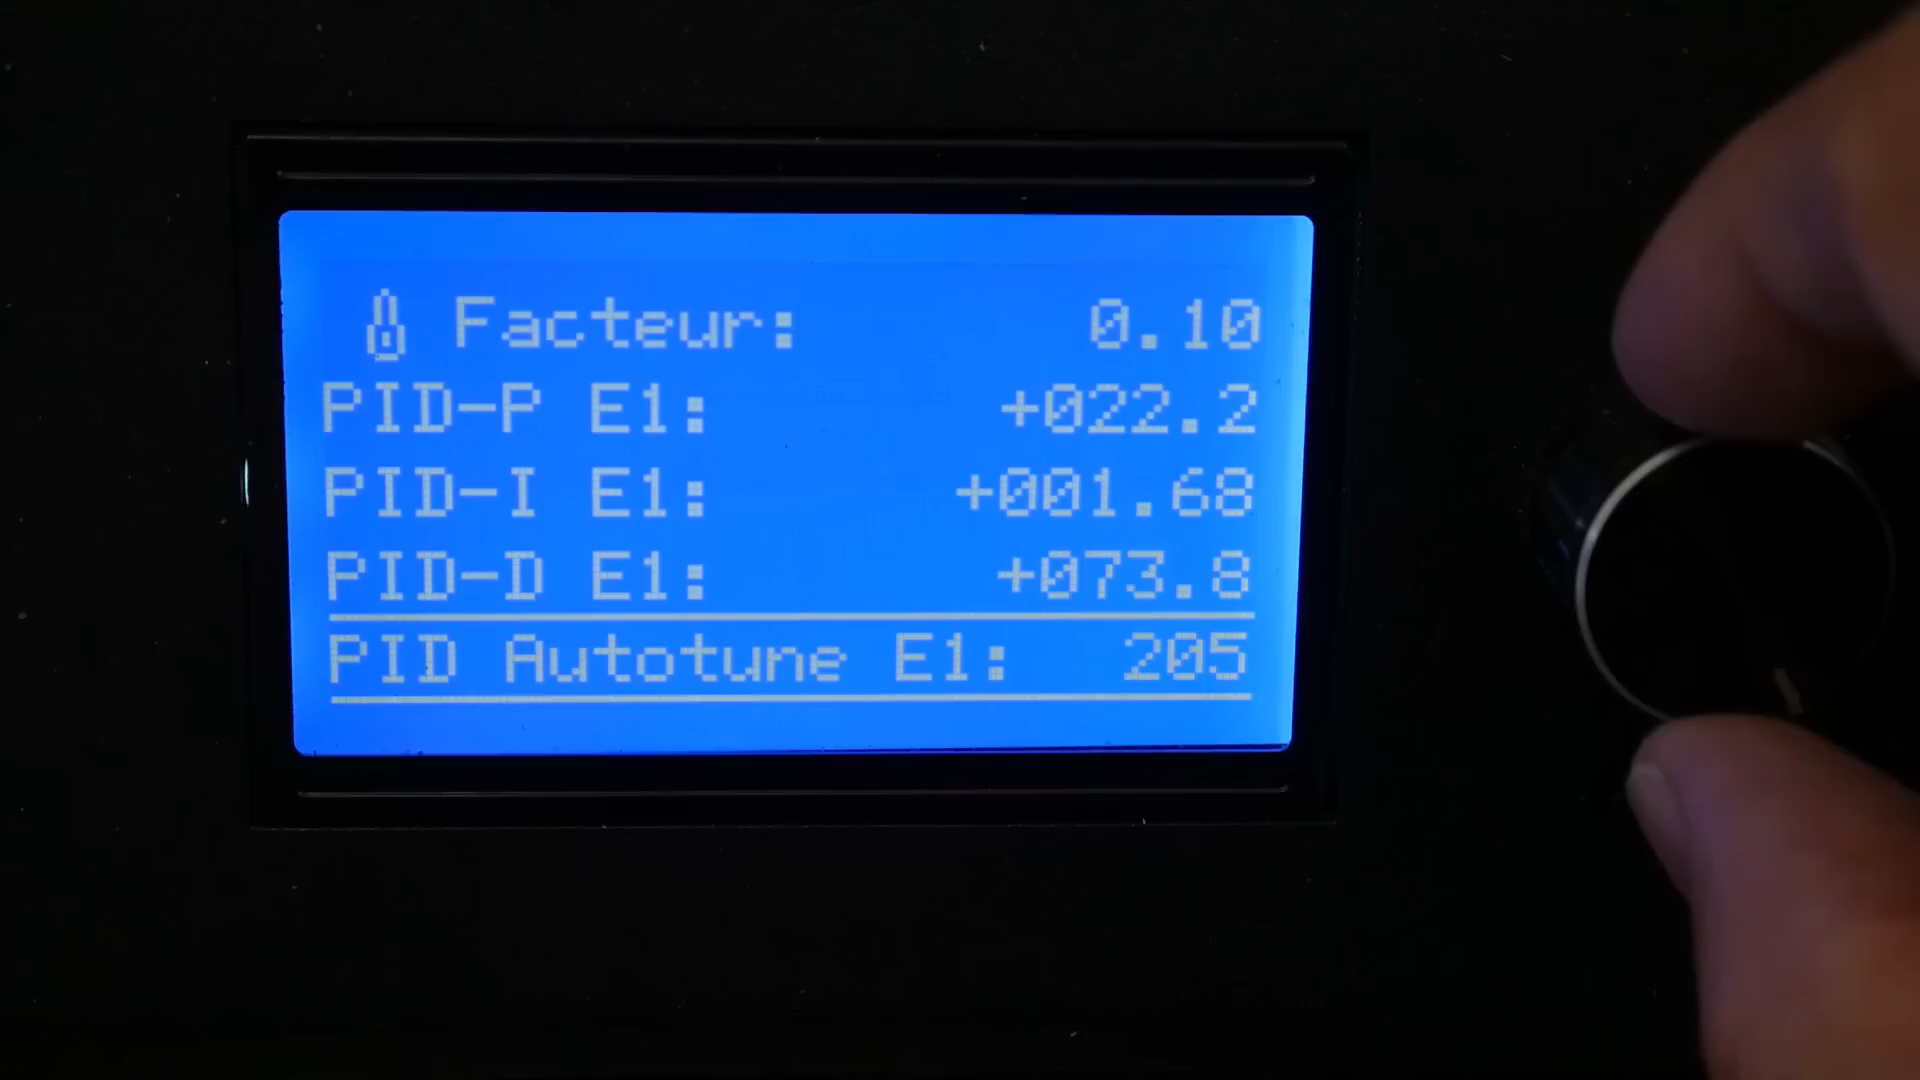 Facteur: 0.10
PID-P E1: +022.2
PID-I E1: +001.68
PID-D E1: +073.8
PID Autotune E1: 205